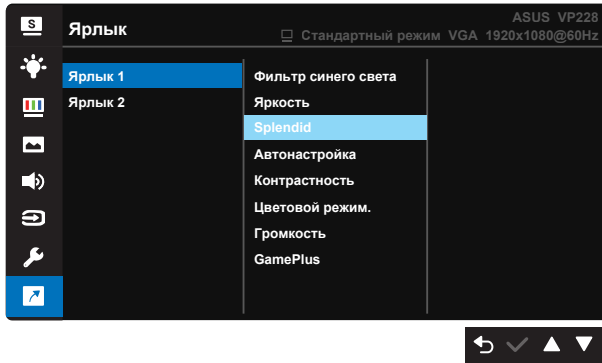 S
Ярлык
ASUS VP228
Стандартный режим VGA 1920x1080@60Hz
Ярлык 1
Ярлык 2
Фильтр синего света
Яркость
Splendid
Автонастройка
Контрастность
Цветовой режим.
Громкость
GamePlus